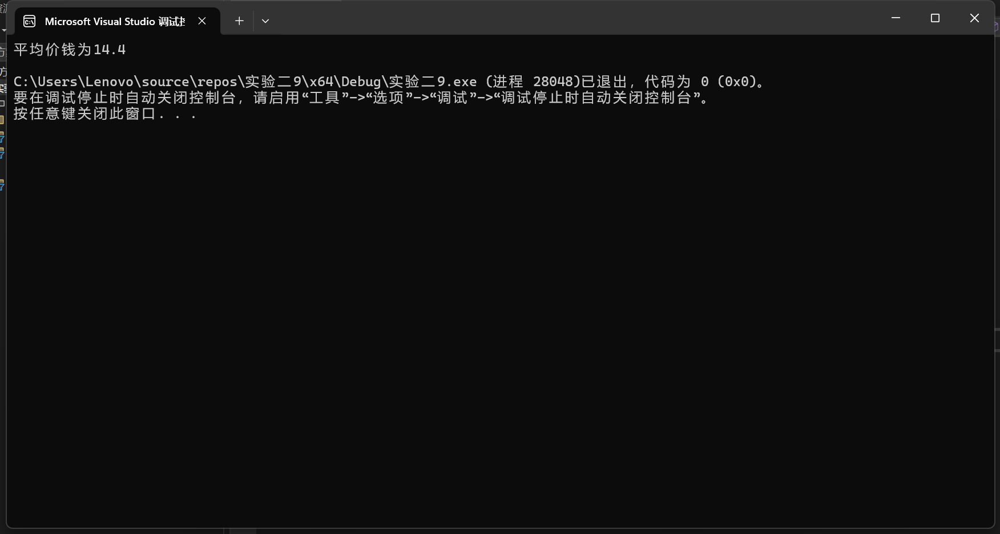 Microsoft Visual Studio 调试
平均价钱为14.4
C:\Users\Lenovo\source\repos\实验二9\x64\Debug\实验二9.exe (进程 28048)已退出，代码为 0 (0x0)。
要在调试停止时自动关闭控制台，请启用“工具”->“选项”->“调试”->“调试停止时自动关闭控制台”。
按任意键关闭此窗口. . .